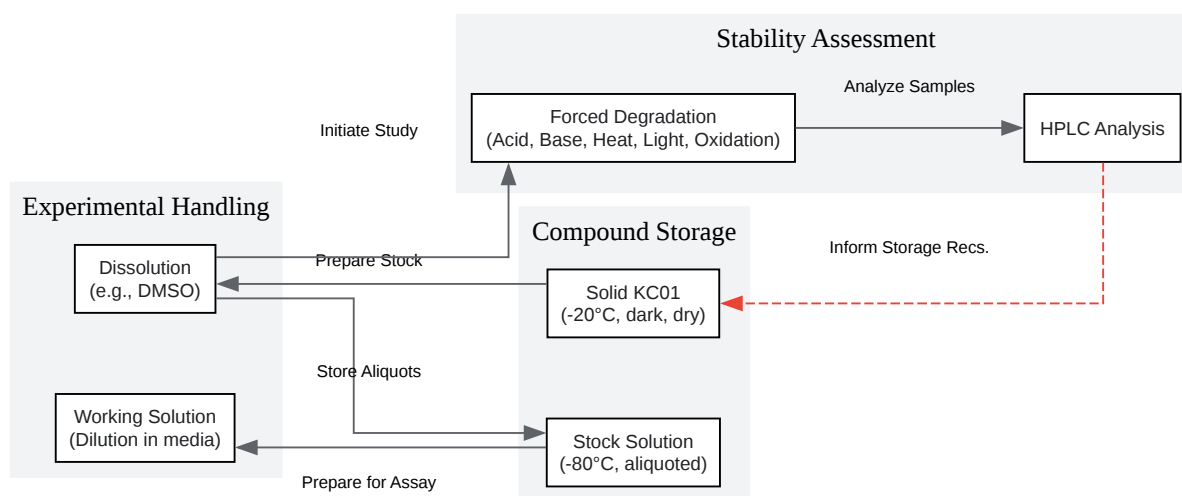 Stability Assessment
Analyze Samples
Forced Degradation
(Acid, Base, Heat, Light, Oxidation)
HPLC Analysis
Initiate Study
Experimental Handling
Compound Storage
Dissolution
(e.g., DMSO)
Prepare Stock
Inform Storage Recs.
Solid KC01
(-20°C, dark, dry)
Store Aliquots
Working Solution
(Dilution in media)
Stock Solution
(-80°C, aliquoted)
Prepare for Assay